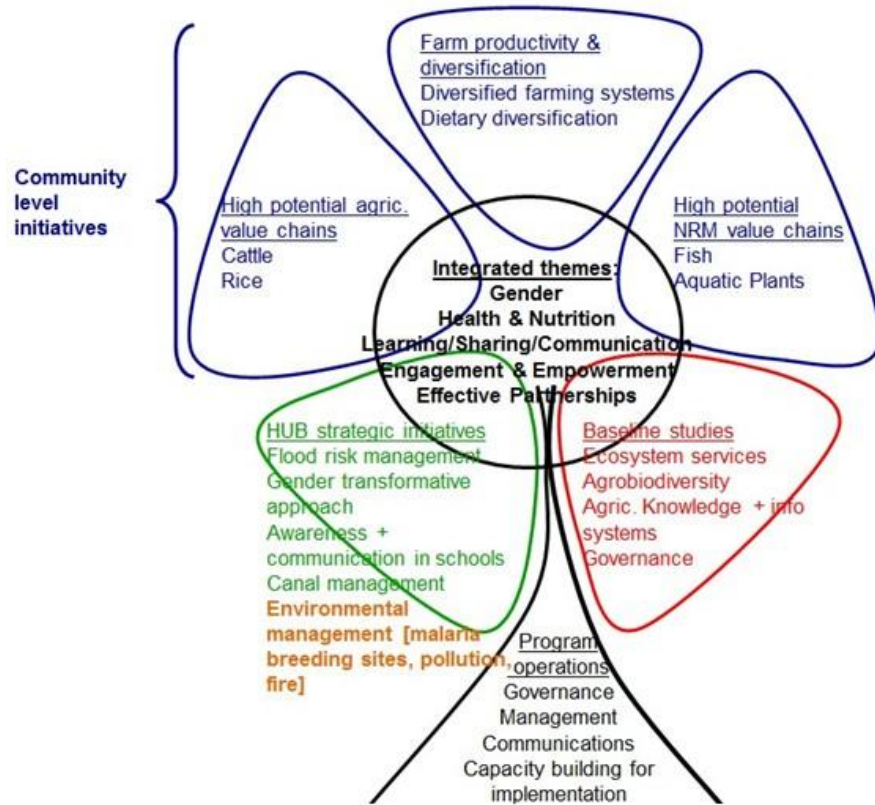 Farm productivity &
diversification
Diversified farming systems
Dietary diversification
Community
level
initiatives
High potential agric.
value chains
Cattle
Rice
High potential
NRM value chains
Fish
Aquatic Plants
Integrated themes:
Gender
Health & Nutrition
Learning/Sharing/Communication
Engagement & Empowerment
Effective Partnerships
HUB strategic initiatives
Flood risk management
Gender transformative
approach
Awareness +
communication in schools
Canal management
Environmental
management [malaria
breeding sites, pollution,
fire]
Baseline studies
Ecosystem services
Agrobiodiversity
Agric. Knowledge + info
systems
Governance
Program
operations
Governance
Management
Communications
Capacity building for
implementation